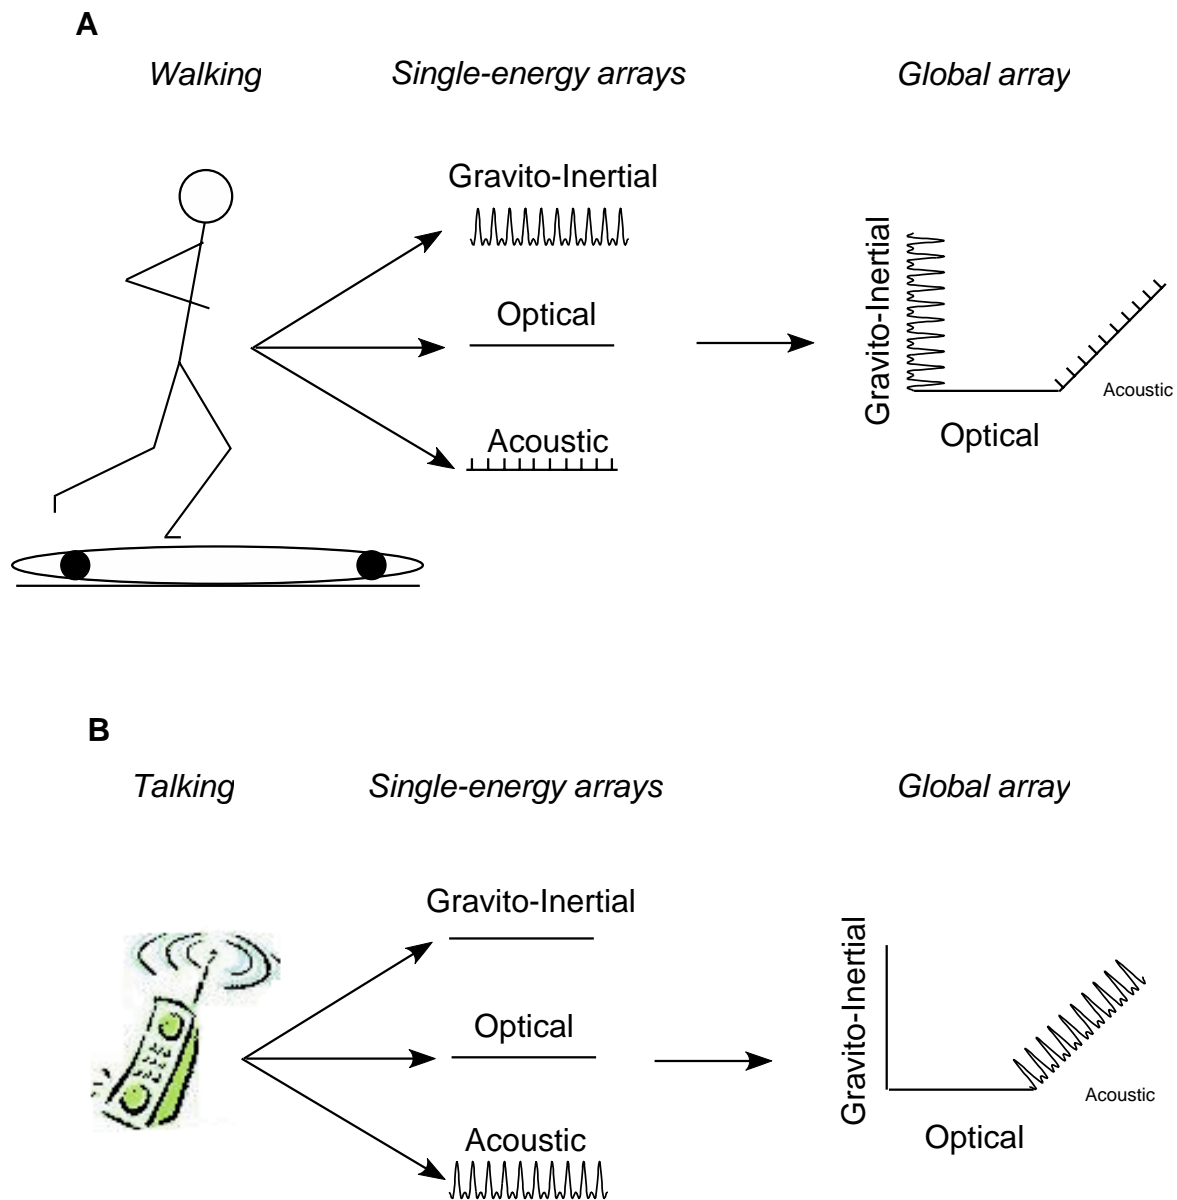 A
Walking Single-energy arrays Global array
Gravito-Inertial
Optical
Acoustic
Gravito-Inertial
Optical
Acoustic
B
Talking Single-energy arrays Global array
Gravito-Inertial
Optical
Acoustic
Gravito-Inertial
Optical
Acoustic